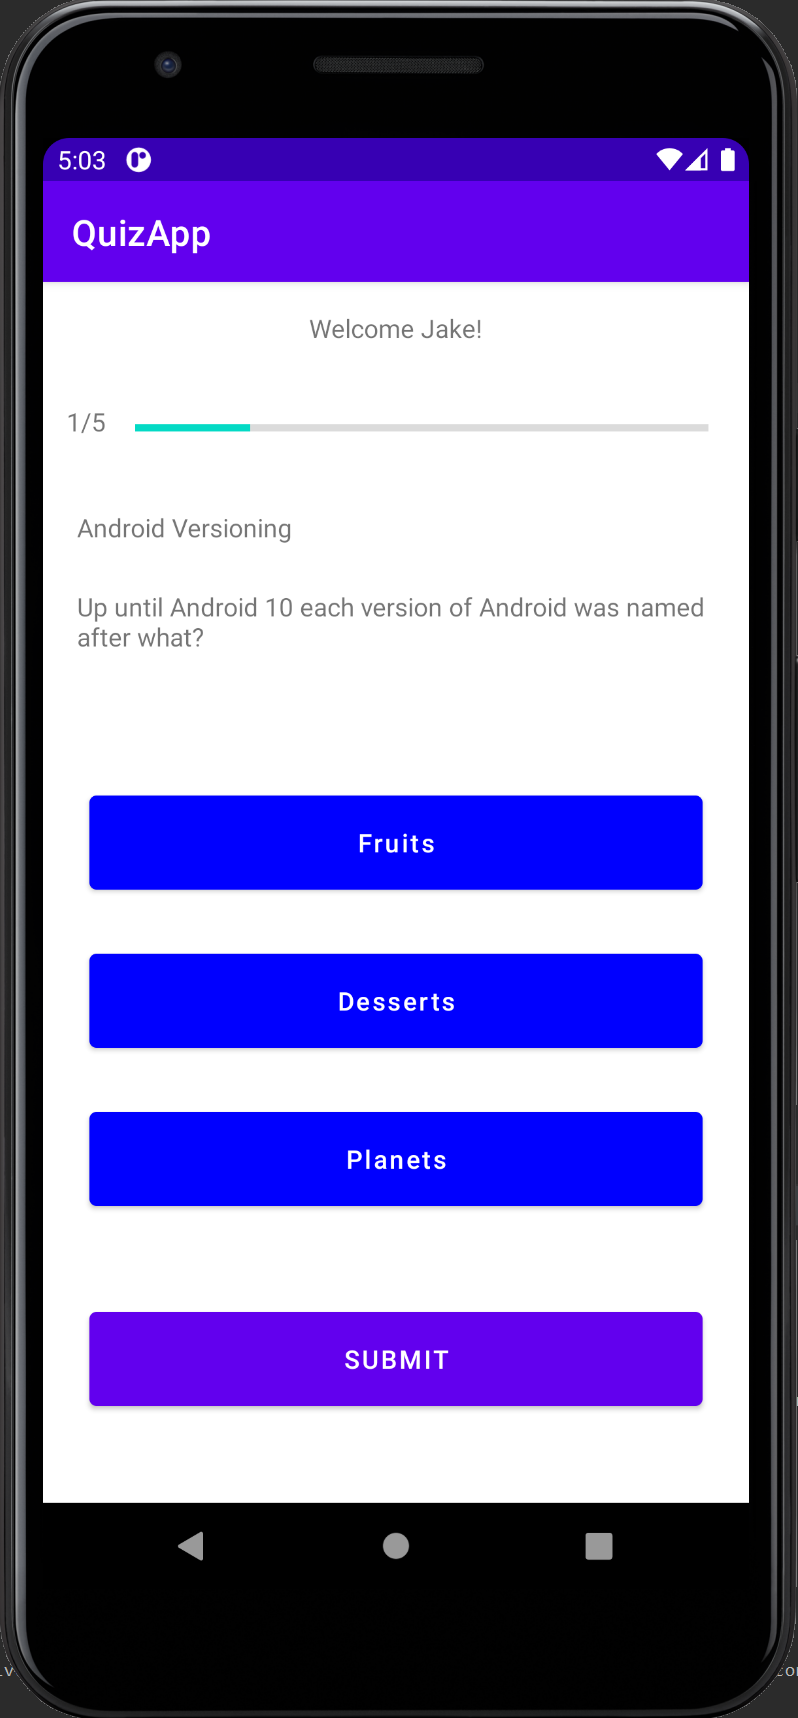 5:03
QuizApp
Welcome Jake!
1/5
Android Versioning
Up until Android 10 each version of Android was named
after what?
Fruits
Desserts
Planets
SUBMIT